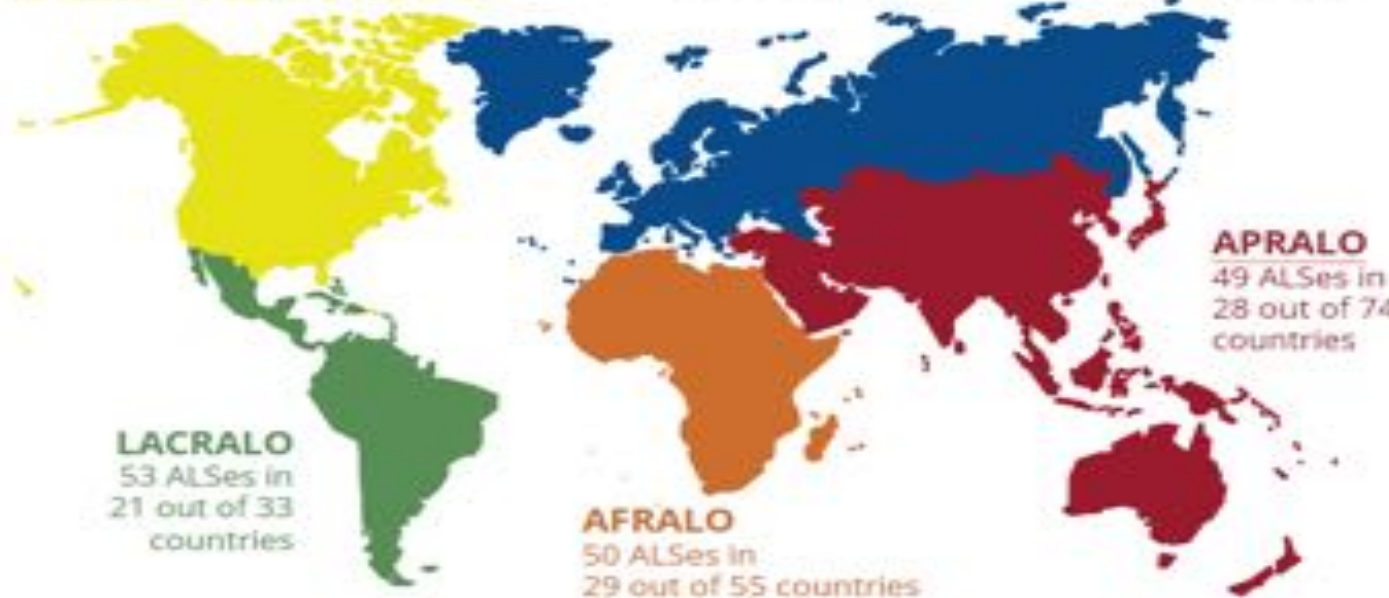 APRALO
49 ALSes in
28 out of 74
countries
LACRALO
53 ALSes in
21 out of 33
countries
AFRALO
50 ALSes in
29 out of 55 countries